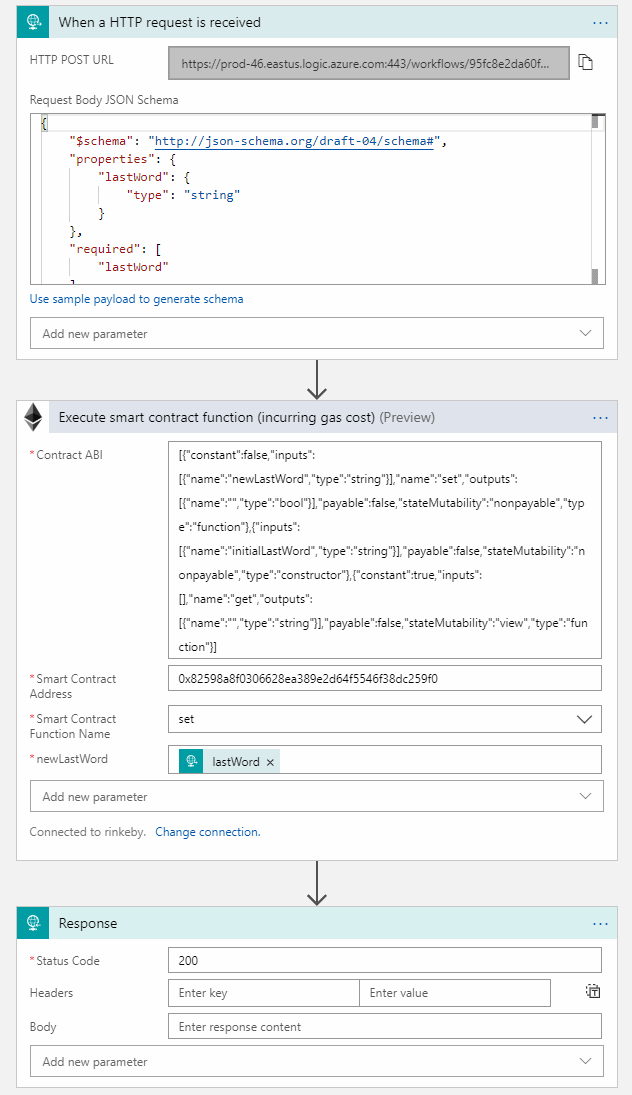 When a HTTP request is received
HTTP POST URL
https://prod-46.eastus.logic.azure.com:443/workflows/95fc8e2da60f...
Request Body JSON Schema
{
"$schema": "http://json-schema.org/draft-04/schema#",
"properties": {
"lastWord": {
"type": "string"
}
},
"required": [
"lastWord"
]
Use sample payload to generate schema
Add new parameter
Execute smart contract function (incurring gas cost) (Preview)
*Contract ABI
[{"constant":false,"inputs":
[{"name":"newLastWord","type":"string"}],"name":"set","outputs":
[{"name":"","type":"bool"}],"payable":false,"stateMutability":"nonpayable","typ
e":"function"},{"inputs":
[{"name":"initialLastWord","type":"string"}],"payable":false,"stateMutability":"n
onpayable","type":"constructor"},{"constant":true,"inputs":
[],"name":"get","outputs":
[{"name":"","type":"string"}],"payable":false,"stateMutability":"view","type":"fun
ction"}]
*Smart Contract
Address
0x82598a8f0306628ea389e2d64f5546f38dc259f0
*Smart Contract
Function Name
set
*newLastWord
lastWord ×
Add new parameter
Connected to rinkeby. Change connection.
Response
*Status Code
200
Headers
Enter key
Enter value
Body
Enter response content
Add new parameter